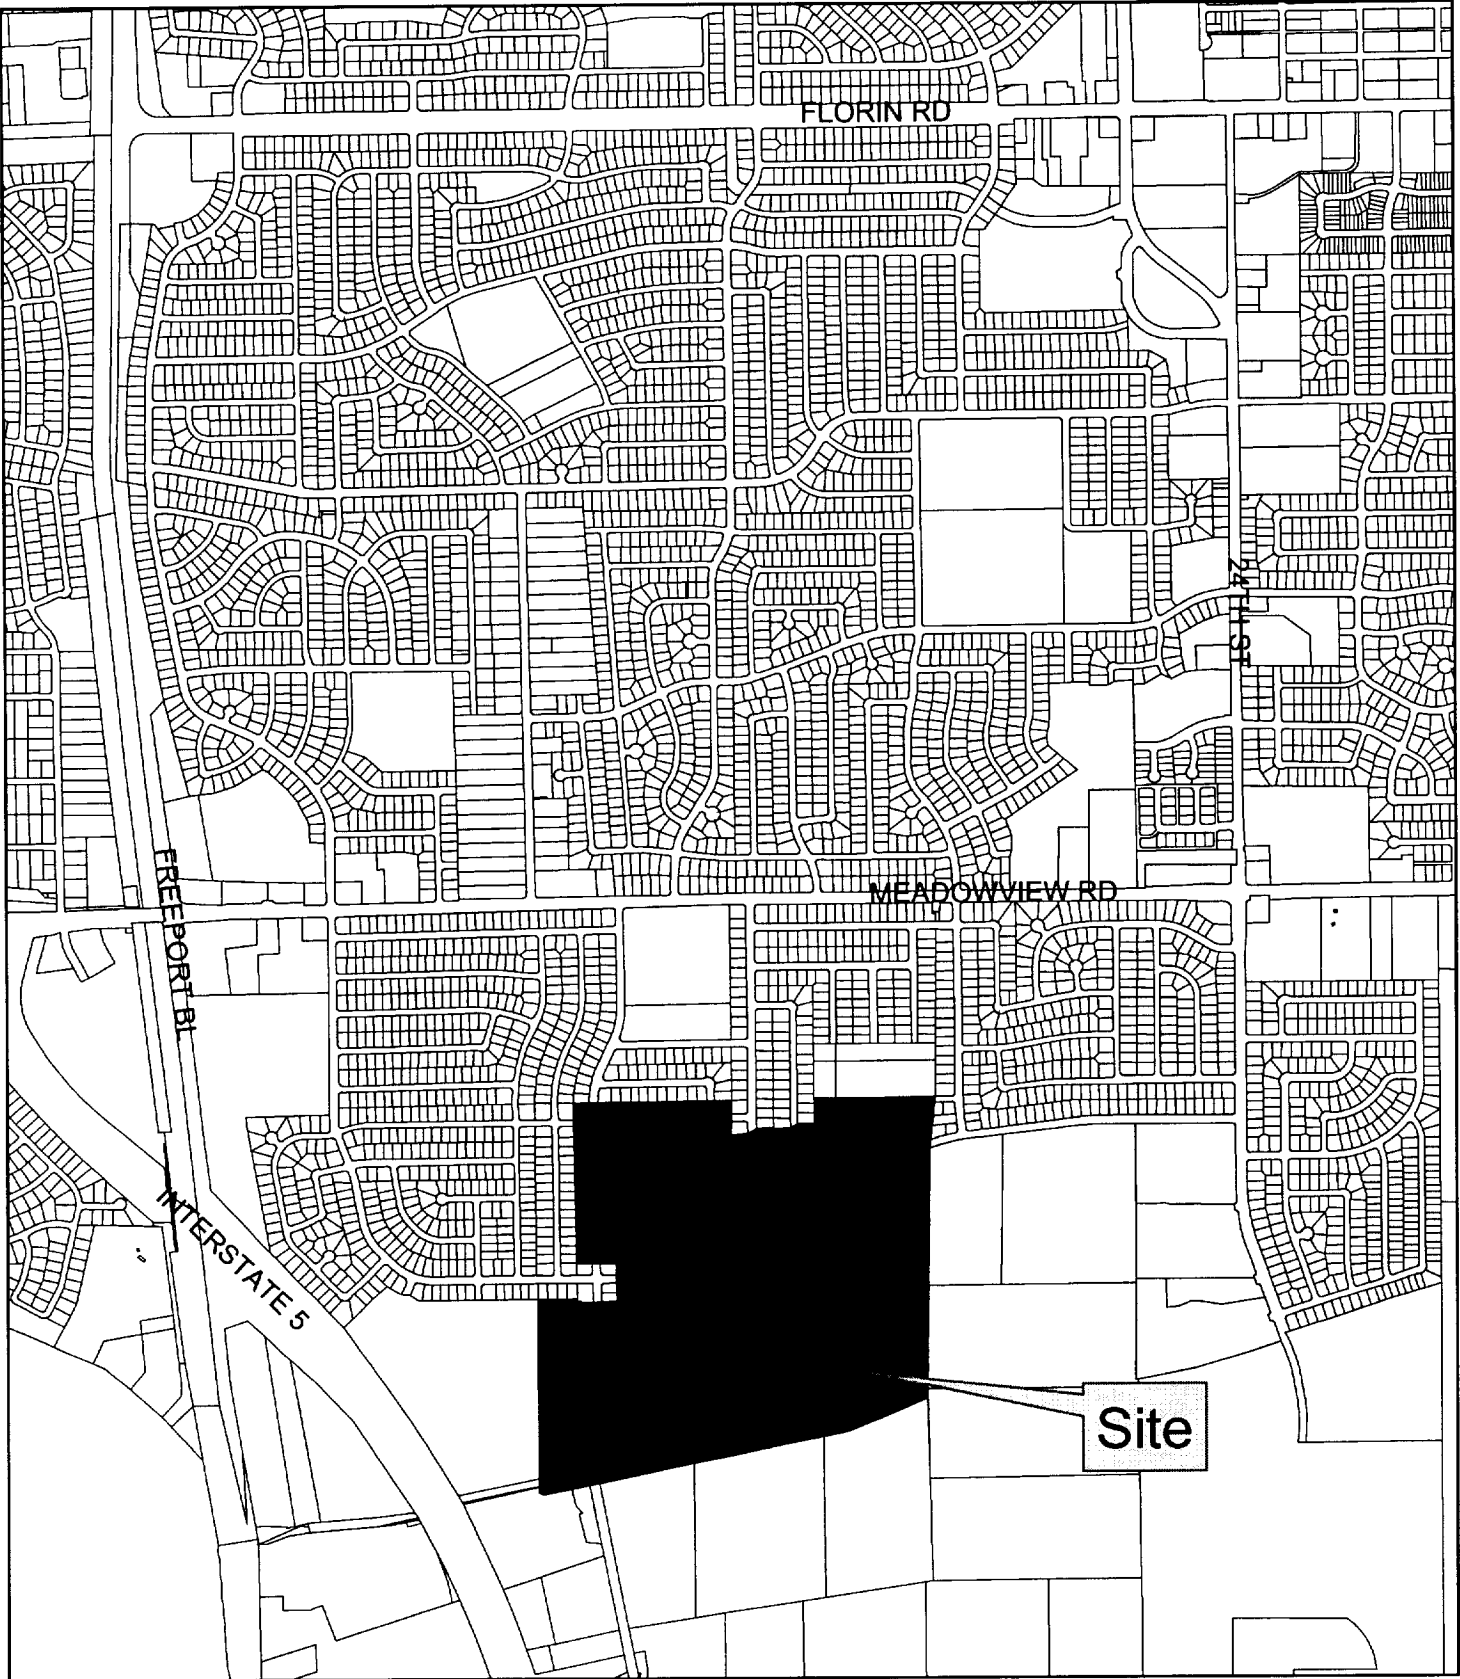 FLORIN RD
24TH ST
MEADOWVIEW RD
FREEPORT BL
INTERSTATE 5
Site